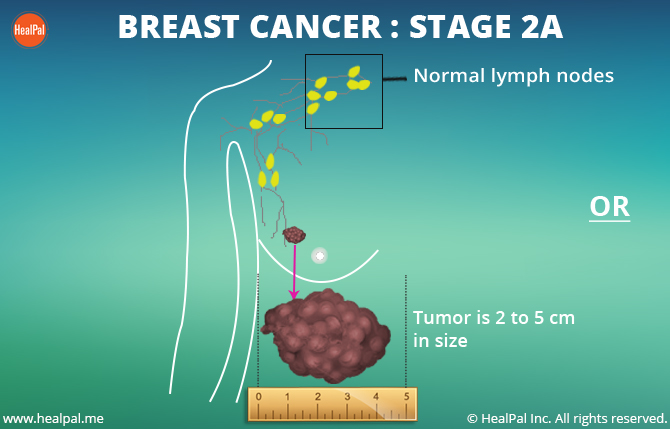 HealPal
BREAST CANCER : STAGE 2A
Normal lymph nodes
OR
Tumor is 2 to 5 cm
in size
0 1 2 3 4 5
www.healpal.me
© HealPal Inc. All rights reserved.